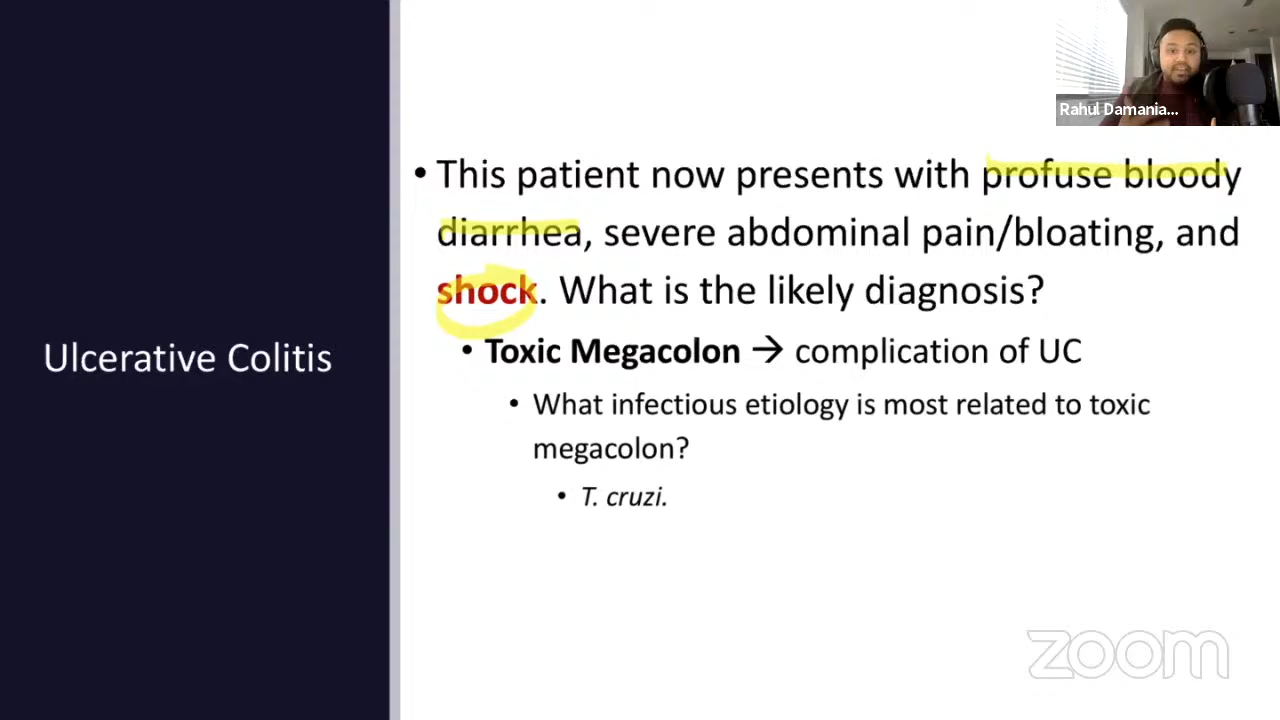 Rahul Damania...
• This patient now presents with profuse bloody
diarrhea, severe abdominal pain/bloating, and
shock. What is the likely diagnosis?
Ulcerative Colitis
• Toxic Megacolon → complication of UC
• What infectious etiology is most related to toxic
megacolon?
• T. cruzi.
zoom